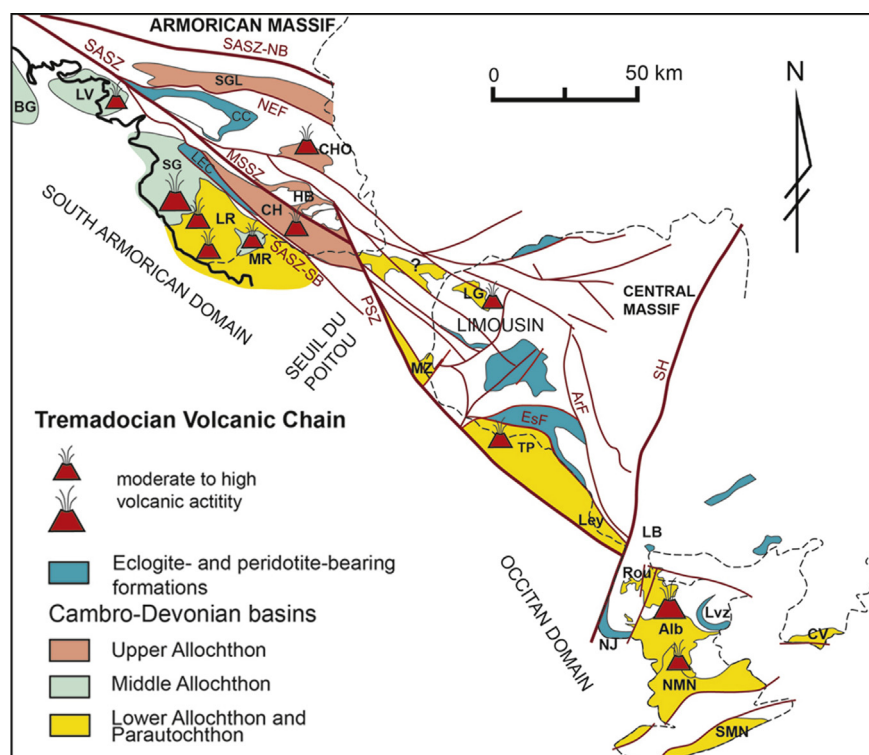 ARMORICAN MASSIF
SASZ
SASZ-NB
0
50 km
N
SGL
LV
BG
NEF
CC
CHO
LEC
MSSZ
SG
HB
CH
LR
MR
SASZ-SB
SOUTH ARMORICAN DOMAIN
?
LG
CENTRAL
MASSIF
LIMOUSIN
PSZ
SEUIL DU
POITOU
MZ
SH
ArF
EsF
TP
Ley
LB
OCCITAN DOMAIN
Rou
Lvz
Alb
CV
NJ
NMN
SMN
Tremadocian Volcanic Chain
moderate to high
volcanic actitity
Eclogite- and peridotite-bearing
formations
Cambro-Devonian basins
Upper Allochthon
Middle Allochthon
Lower Allochthon and
Parautochthon